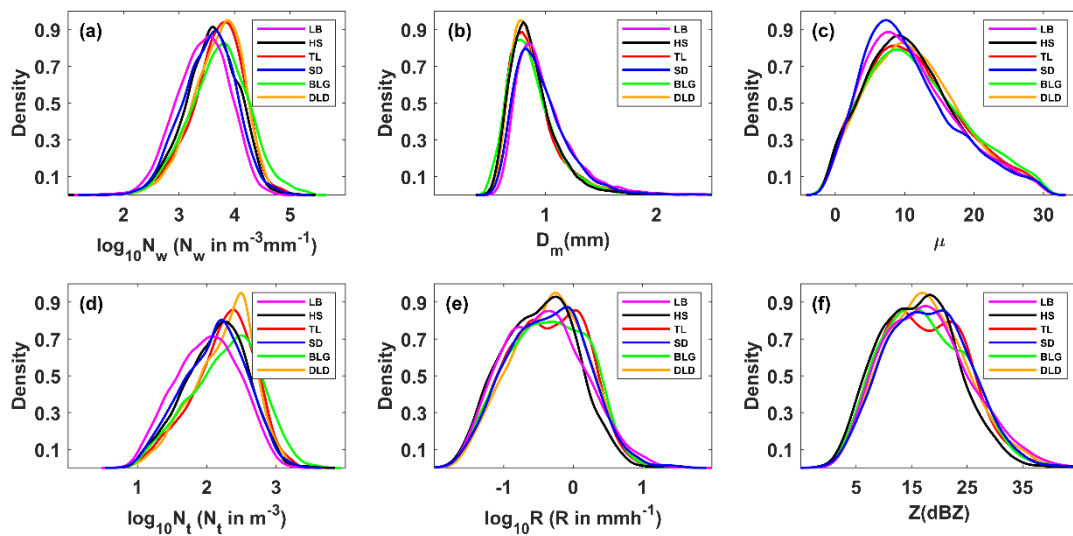 (a)
Density
0.9
0.7
0.5
0.3
0.1
LB
HS
TL
SD
BLG
DLD
2 3 4 5
log10Nw (Nw in m-3mm-1)
(b)
Density
0.9
0.7
0.5
0.3
0.1
LB
HS
TL
SD
BLG
DLD
1 2
Dm(mm)
(c)
Density
0.9
0.7
0.5
0.3
0.1
LB
HS
TL
SD
BLG
DLD
0 10 20 30
μ
(d)
Density
0.9
0.7
0.5
0.3
0.1
LB
HS
TL
SD
BLG
DLD
1 2 3
log10Nt (Nt in m-3)
(e)
Density
0.9
0.7
0.5
0.3
0.1
LB
HS
TL
SD
BLG
DLD
-1 0 1
log10R (R in mmh-1)
(f)
Density
0.9
0.7
0.5
0.3
0.1
LB
HS
TL
SD
BLG
DLD
5 15 25 35
Z(dBZ)